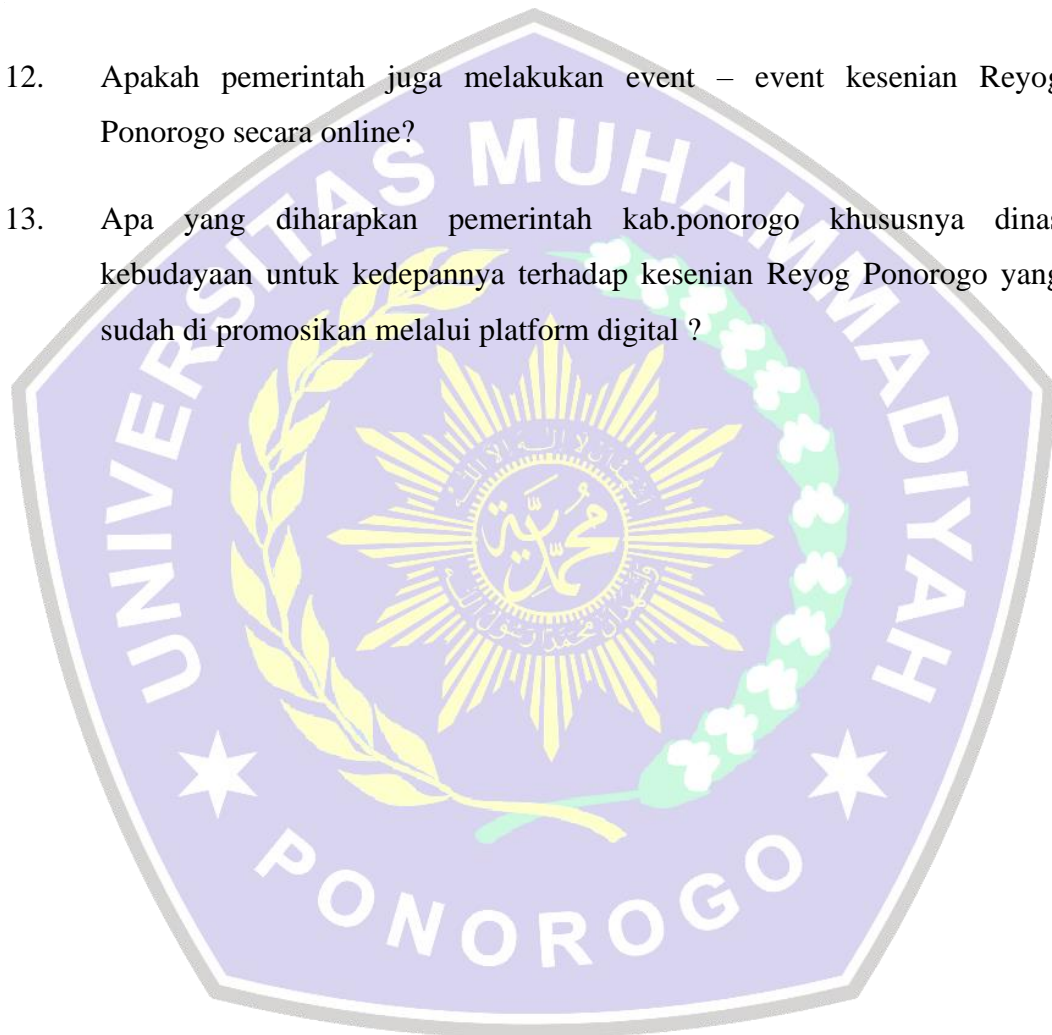 12. Apakah pemerintah juga melakukan event – event kesenian Reyog
Ponorogo secara online?
13. Apa yang diharapkan pemerintah kab.ponorogo khususnya dinas
kebudayaan untuk kedepannya terhadap kesenian Reyog Ponorogo yang
sudah di promosikan melalui platform digital ?
UNIVERSITAS MUHAMMADIYAH
PONOROGO
محمدية